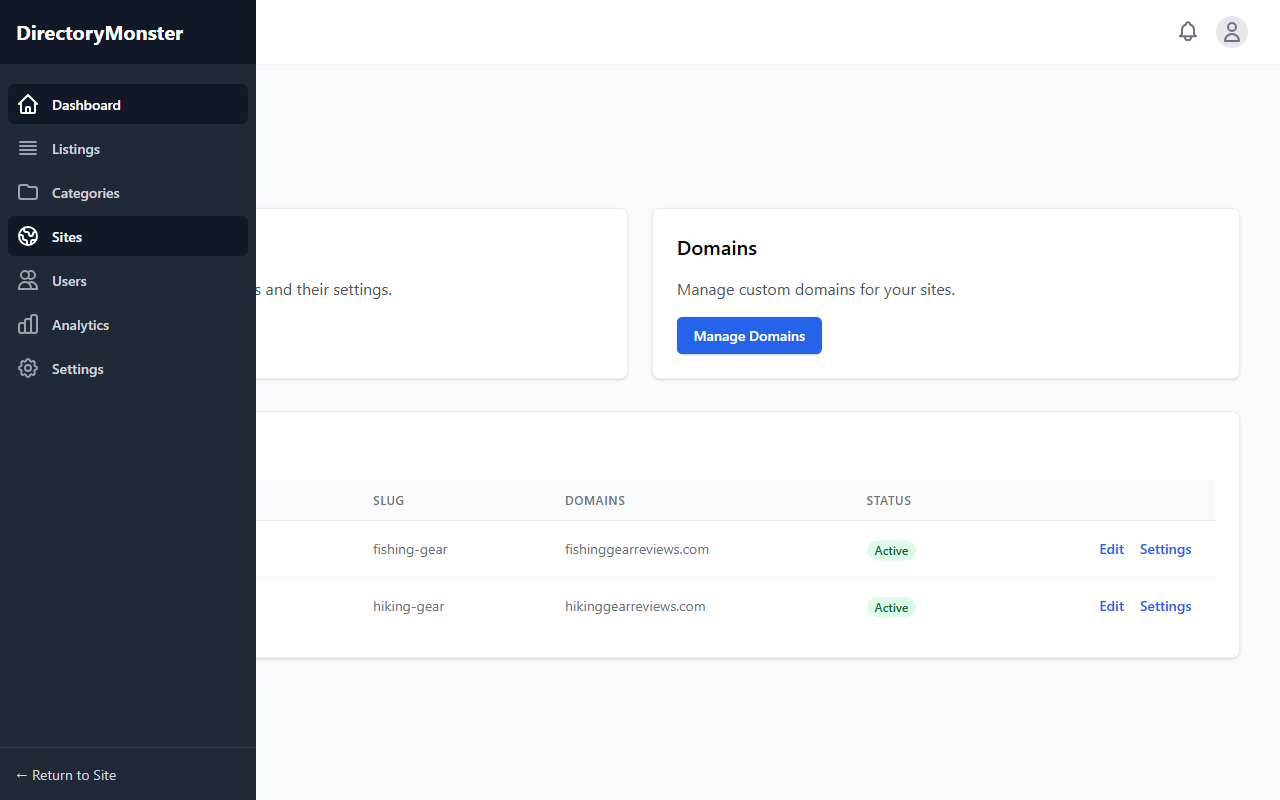 DirectoryMonster
Dashboard
Listings
Categories
Sites
Users
Analytics
Settings
← Return to Site
and their settings.
Domains
Manage custom domains for your sites.
Manage Domains
SLUG DOMAINS STATUS
fishing-gear fishinggearreviews.com Active Edit Settings
hiking-gear hikinggearreviews.com Active Edit Settings